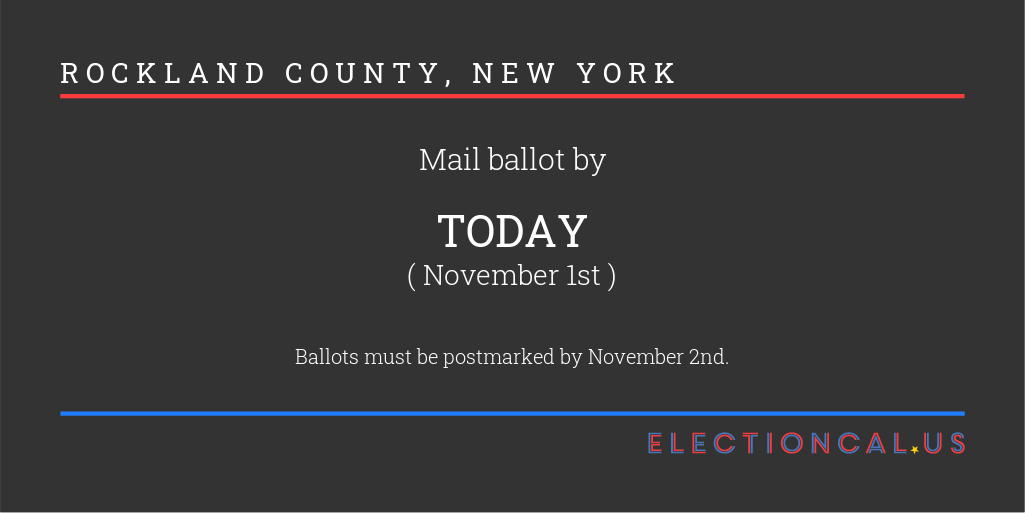 ROCKLAND COUNTY, NEW YORK
Mail ballot by
TODAY
( November 1st )
Ballots must be postmarked by November 2nd.
ELECTIONCAL.US